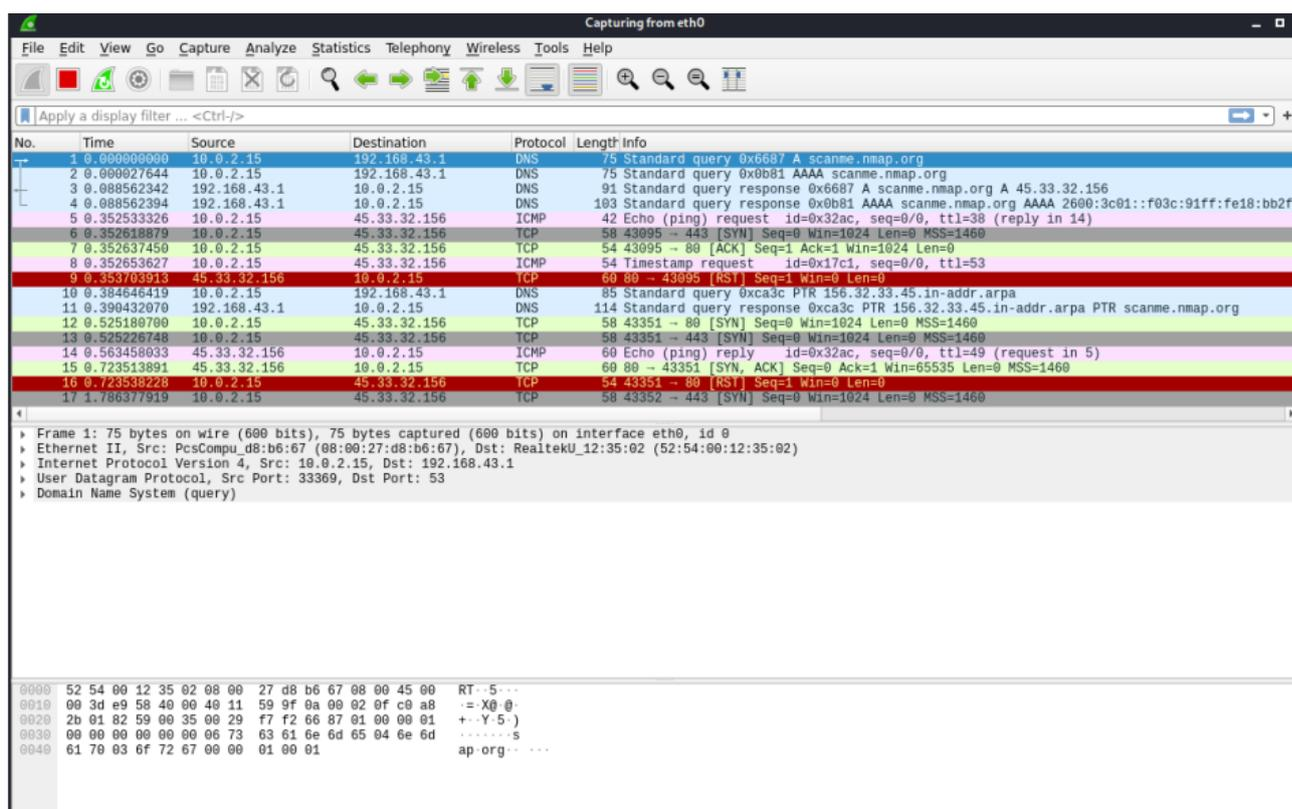 Capturing from eth0
File Edit View Go Capture Analyze Statistics Telephony Wireless Tools Help
Apply a display filter ... <Ctrl-/>
No. Time Source Destination Protocol Length Info
1 0.000000000 10.0.2.15 192.168.43.1 DNS 75 Standard query 0x6687 A scanme.nmap.org
2 0.000027644 10.0.2.15 192.168.43.1 DNS 75 Standard query 0x0b81 AAAA scanme.nmap.org
3 0.088562342 192.168.43.1 10.0.2.15 DNS 91 Standard query response 0x6687 A scanme.nmap.org A 45.33.32.156
4 0.088562394 192.168.43.1 10.0.2.15 DNS 103 Standard query response 0x0b81 AAAA scanme.nmap.org AAAA 2600:3c01::f03c:91ff:fe18:bb2f
5 0.352533326 10.0.2.15 45.33.32.156 ICMP 42 Echo (ping) request id=0x32ac, seq=0/0, ttl=38 (reply in 14)
6 0.352618879 10.0.2.15 45.33.32.156 TCP 58 43095 → 443 [SYN] Seq=0 Win=1024 Len=0 MSS=1460
7 0.352637450 10.0.2.15 45.33.32.156 TCP 54 43095 → 80 [ACK] Seq=1 Ack=1 Win=1024 Len=0
8 0.352653627 10.0.2.15 45.33.32.156 ICMP 54 Timestamp request id=0x17c1, seq=0/0, ttl=53
9 0.353703913 45.33.32.156 10.0.2.15 TCP 60 80 → 43095 [RST] Seq=1 Win=0 Len=0
10 0.384646419 10.0.2.15 192.168.43.1 DNS 85 Standard query 0xca3c PTR 156.32.33.45.in-addr.arpa
11 0.390432070 192.168.43.1 10.0.2.15 DNS 114 Standard query response 0xca3c PTR 156.32.33.45.in-addr.arpa PTR scanme.nmap.org
12 0.525180700 10.0.2.15 45.33.32.156 TCP 58 43351 → 80 [SYN] Seq=0 Win=1024 Len=0 MSS=1460
13 0.525226748 10.0.2.15 45.33.32.156 TCP 58 43351 → 443 [SYN] Seq=0 Win=1024 Len=0 MSS=1460
14 0.563458033 45.33.32.156 10.0.2.15 ICMP 60 Echo (ping) reply id=0x32ac, seq=0/0, ttl=49 (request in 5)
15 0.723513891 45.33.32.156 10.0.2.15 TCP 60 80 → 43351 [SYN, ACK] Seq=0 Ack=1 Win=65535 Len=0 MSS=1460
16 0.723538228 10.0.2.15 45.33.32.156 TCP 54 43351 → 80 [RST] Seq=1 Win=0 Len=0
17 1.786377919 10.0.2.15 45.33.32.156 TCP 58 43352 → 443 [SYN] Seq=0 Win=1024 Len=0 MSS=1460
Frame 1: 75 bytes on wire (600 bits), 75 bytes captured (600 bits) on interface eth0, id 0
Ethernet II, Src: PcsCompu_d8:b6:67 (08:00:27:d8:b6:67), Dst: RealtekU_12:35:02 (52:54:00:12:35:02)
Internet Protocol Version 4, Src: 10.0.2.15, Dst: 192.168.43.1
User Datagram Protocol, Src Port: 33369, Dst Port: 53
Domain Name System (query)
0000 52 54 00 12 35 02 08 00 27 d8 b6 67 08 00 45 00 RT··5···
0010 00 3d e9 58 40 00 40 11 59 9f 0a 00 02 0f c0 a8 ·=·X@·@·
0020 2b 01 82 59 00 35 00 29 f7 f2 66 87 01 00 00 01 +··Y·5·)
0030 00 00 00 00 00 00 06 73 63 61 6e 6d 65 04 6e 6d ·······s
0040 61 70 03 6f 72 67 00 00 01 00 01 ap·org·· ···